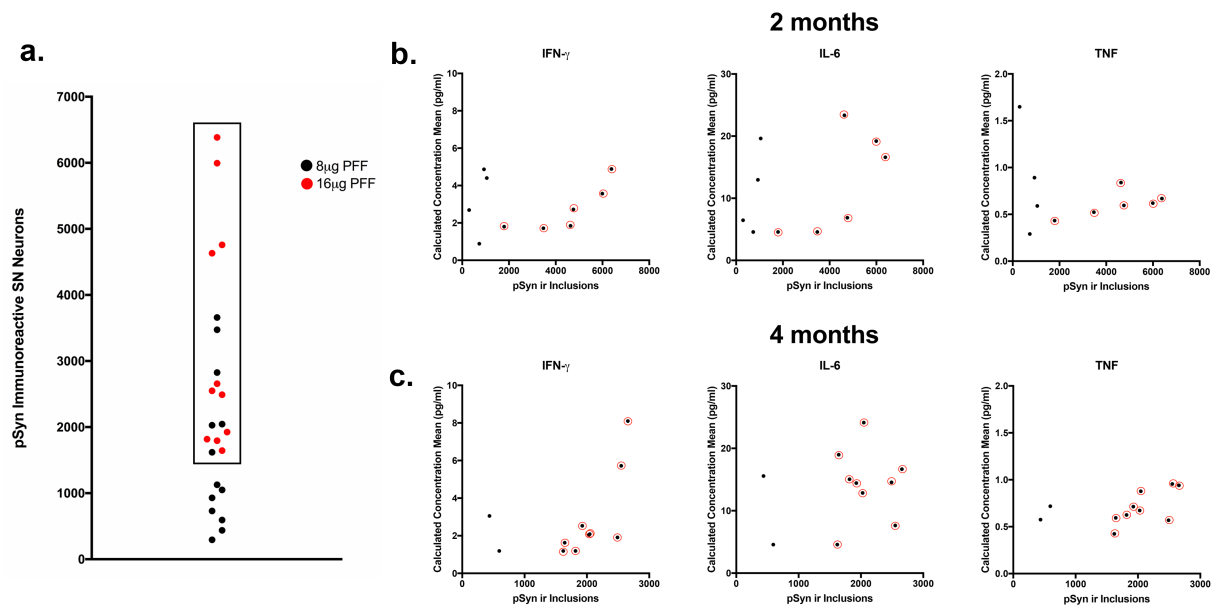 a.
pSyn Immunoreactive SN Neurons
7000
6000
5000
4000
3000
2000
1000
0
8μg PFF
16μg PFF
2 months
b.
IFN-γ
Calculated Concentration Mean (pg/ml)
10
8
6
4
2
0
0 2000 4000 6000 8000
pSyn ir Inclusions
IL-6
Calculated Concentration Mean (pg/ml)
30
20
10
0
0 2000 4000 6000 8000
pSyn ir Inclusions
TNF
Calculated Concentration Mean (pg/ml)
2.0
1.5
1.0
0.5
0.0
0 2000 4000 6000 8000
pSyn ir Inclusions
4 months
c.
IFN-γ
Calculated Concentration Mean (pg/ml)
10
8
6
4
2
0
0 1000 2000 3000
pSyn ir Inclusions
IL-6
Calculated Concentration Mean (pg/ml)
30
20
10
0
0 1000 2000 3000
pSyn ir Inclusions
TNF
Calculated Concentration Mean (pg/ml)
2.0
1.5
1.0
0.5
0.0
0 1000 2000 3000
pSyn ir Inclusions